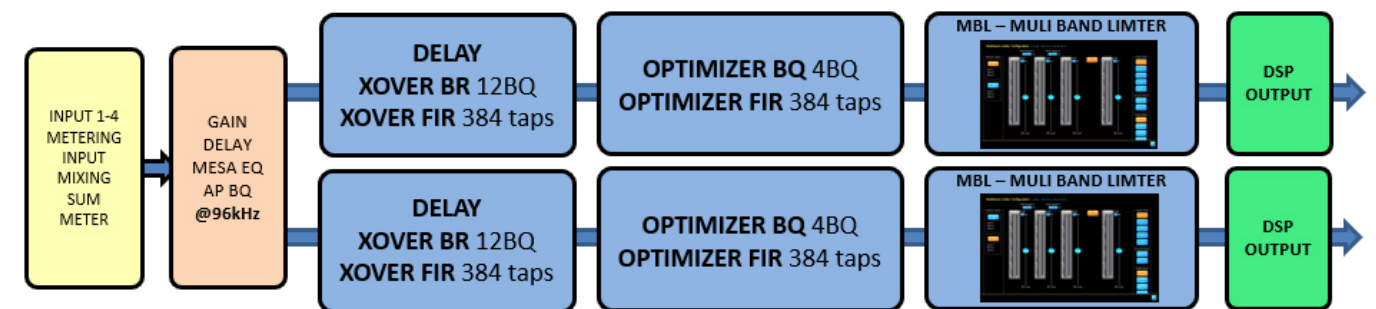 INPUT 1-4
METERING
INPUT
MIXING
SUM
METER
GAIN
DELAY
MESA EQ
AP BQ
@96kHz
DELAY
XOVER BR 12BQ
XOVER FIR 384 taps
OPTIMIZER BQ 4BQ
OPTIMIZER FIR 384 taps
MBL – MULI BAND LIMTER
DSP
OUTPUT
DELAY
XOVER BR 12BQ
XOVER FIR 384 taps
OPTIMIZER BQ 4BQ
OPTIMIZER FIR 384 taps
MBL – MULI BAND LIMTER
DSP
OUTPUT